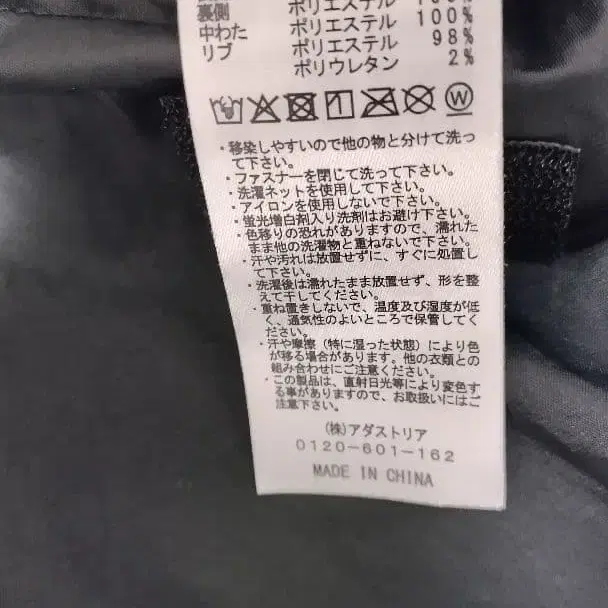 裏側 ポリエステル 100%
中わた ポリエステル 100%
リブ ポリエステル 98%
ポリウレタン 2%
W
・移染しやすいので他の物と分けて洗っ
て下さい。
・ファスナーを閉じて洗って下さい。
・洗濯ネットを使用して下さい。
・アイロンを使用しないで下さい。
・蛍光増白剤入り洗剤はお避け下さい。
・色移りの恐れがありますので、濡れた
まま他の洗濯物と重ねないで下さい。
・汗や汚れは放置せずに、すぐに処置し
て下さい。
・洗濯後は濡れたまま放置せず、形を整
えて干してください。
・重ね置きしないで、温度及び湿度が低
く、通気性のよいところで保管してく
ださい。
・汗や摩擦（特に湿った状態）により色
が移る場合があります。他の衣類との
組み合わせにご注意ください。
・この製品は、直射日光等により変色す
る事がありますので、お取扱いにはご
注意下さい。
(株)アダストリア
0120-601-162
MADE IN CHINA